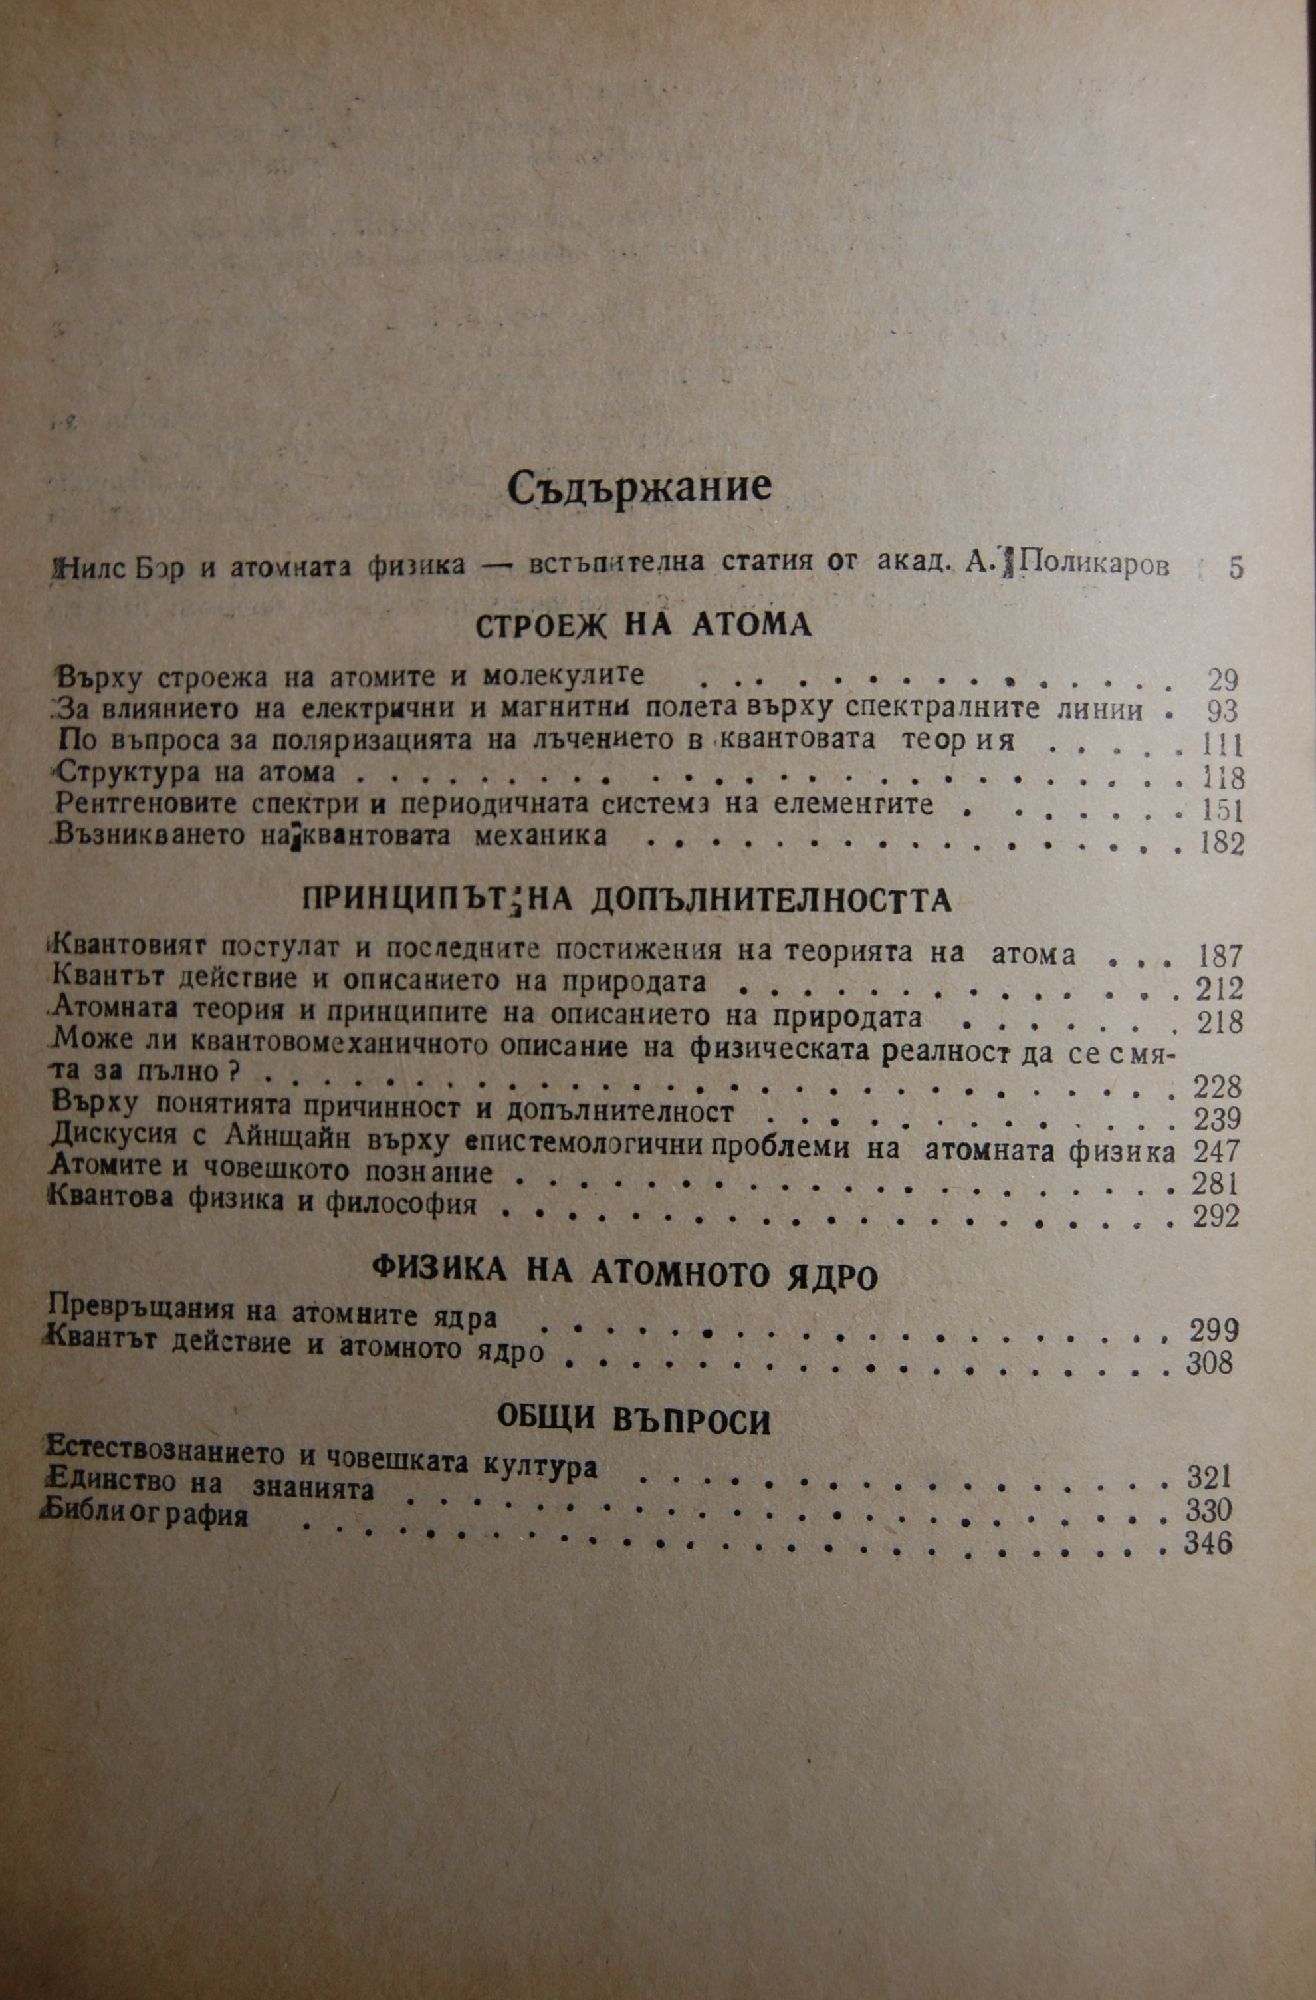 Съдържание
Нилс Бор и атомната физика — встъпителна статия от акад. А. Поликаров 5
СТРОЕЖ НА АТОМА
Върху строежа на атомите и молекулите . . . . . . . . . . . . . . . 29
За влиянието на електрични и магнитни полета върху спектралните линии . 93
По въпроса за поляризацията на лъчението в квантовата теория . . . . . 111
Структура на атома . . . . . . . . . . . . . . . . . . . . . . . . 118
Рентгеновите спектри и периодичната система на елементите . . . . . . . 151
Възникването на квантовата механика . . . . . . . . . . . . . . . . . 182
ПРИНЦИПЪТ НА ДОПЪЛНИТЕЛНОСТТА
Квантовият постулат и последните постижения на теорията на атома . . . 187
Квантът действие и описанието на природата . . . . . . . . . . . . . . 212
Атомната теория и принципите на описанието на природата . . . . . . . 218
Може ли квантовомеханичното описание на физическата реалност да се смя-
та за пълно? . . . . . . . . . . . . . . . . . . . . . . . . . . . . 228
Върху понятията причинност и допълнителност . . . . . . . . . . . . . 239
Дискусия с Айнщайн върху епистемологични проблеми на атомната физика 247
Атомите и човешкото познание . . . . . . . . . . . . . . . . . . . . 281
Квантова физика и философия . . . . . . . . . . . . . . . . . . . . . 292
ФИЗИКА НА АТОМНОТО ЯДРО
Превръщания на атомните ядра . . . . . . . . . . . . . . . . . . . . 299
Квантът действие и атомното ядро . . . . . . . . . . . . . . . . . . . 308
ОБЩИ ВЪПРОСИ
Естествознанието и човешката култура . . . . . . . . . . . . . . . . . 321
Единство на знанията . . . . . . . . . . . . . . . . . . . . . . . . 330
Библиография . . . . . . . . . . . . . . . . . . . . . . . . . . . 346